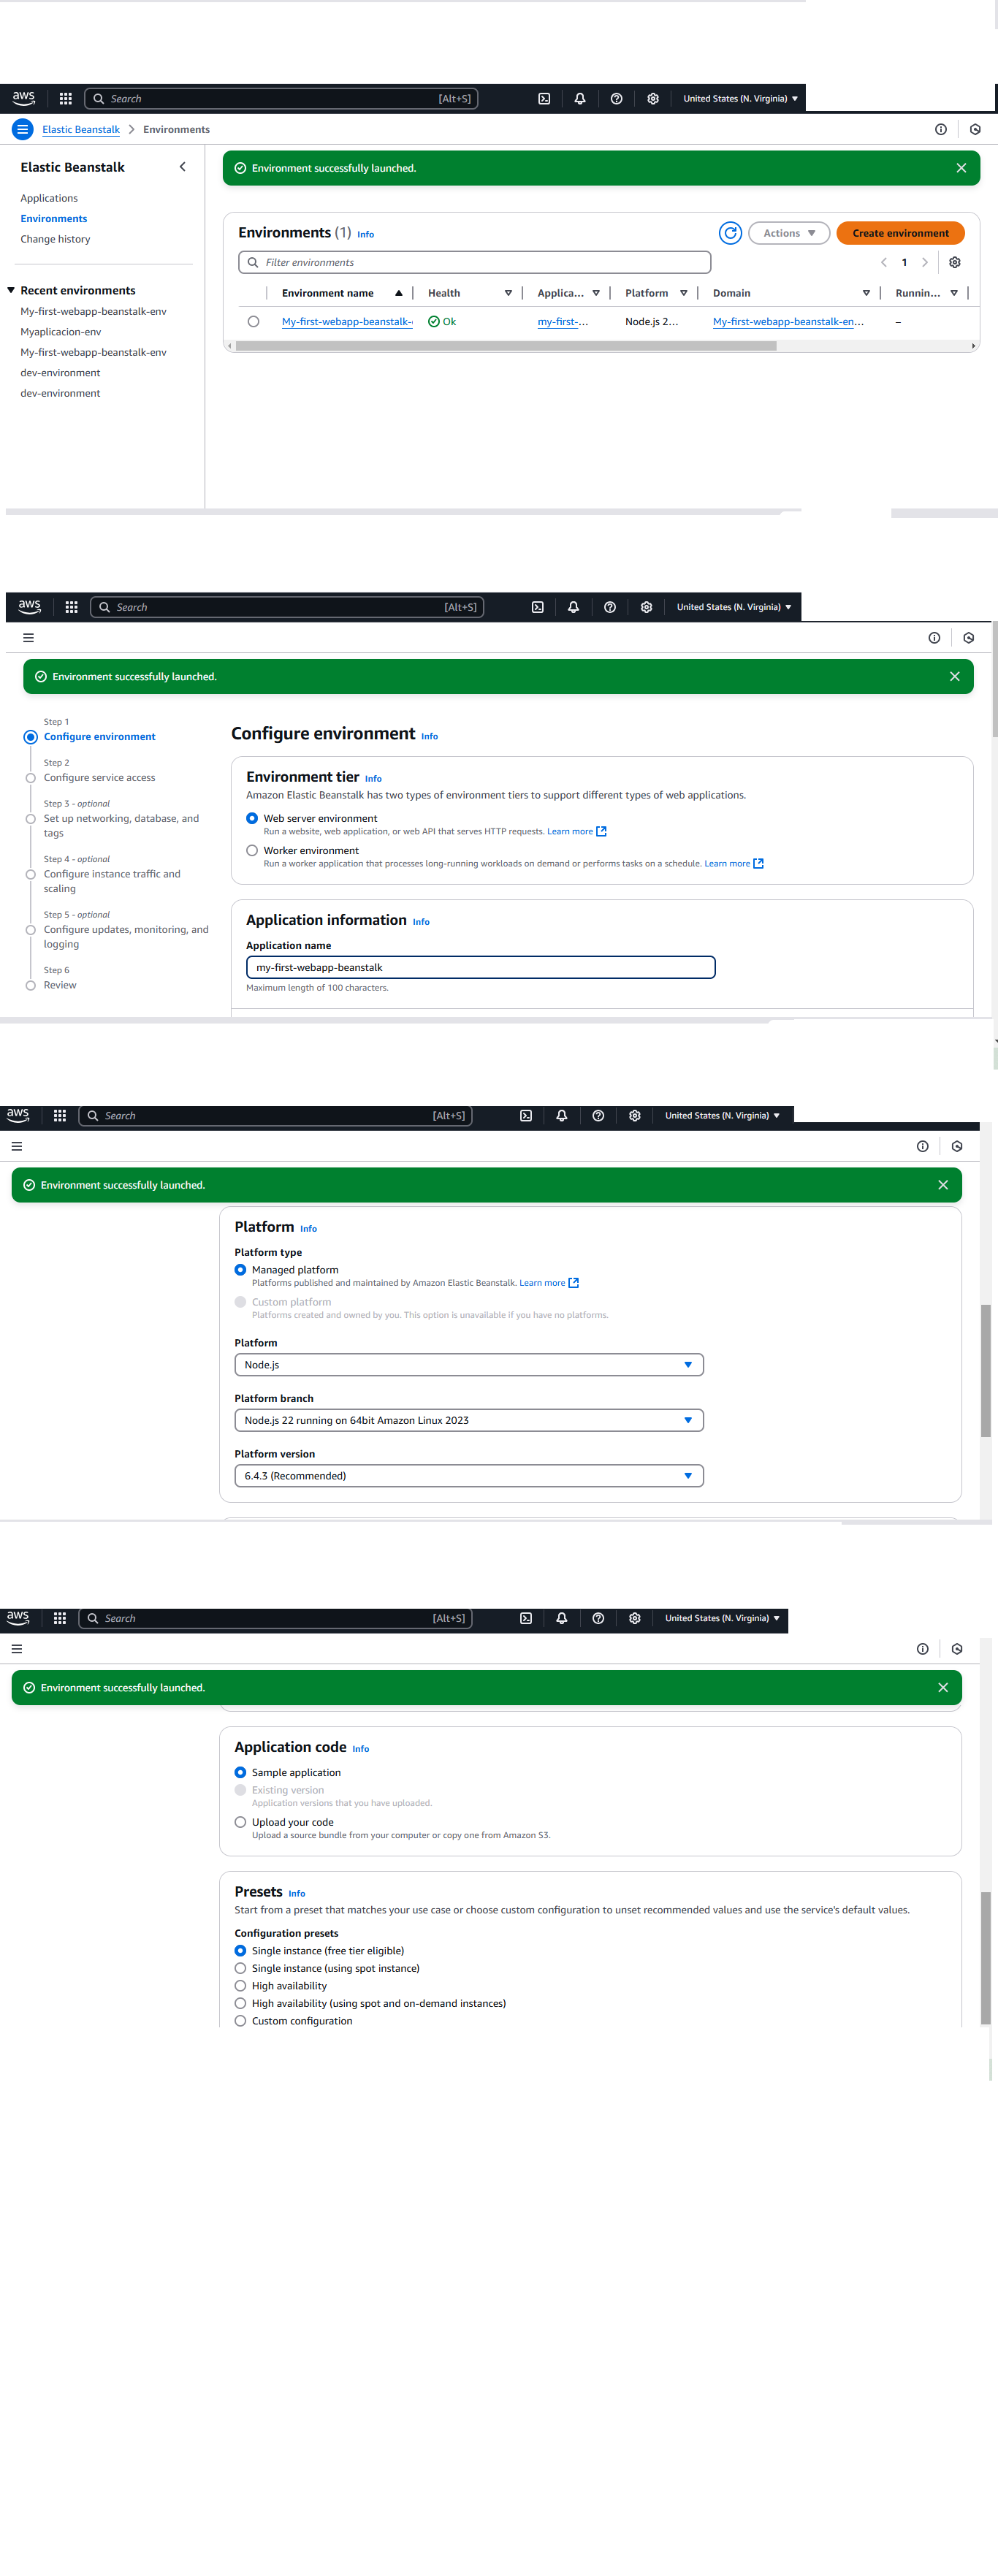 aws
Search
[Alt+S]
United States (N. Virginia)
Elastic Beanstalk
Environments
Elastic Beanstalk
Applications
Environments
Change history
Recent environments
My-first-webapp-beanstalk-env
Myaplicacion-env
My-first-webapp-beanstalk-env
dev-environment
dev-environment
Environment successfully launched.
Environments (1) Info
Actions
Create environment
Filter environments
1
Environment name
Health
Applica...
Platform
Domain
Runnin...
My-first-webapp-beanstalk-
Ok
my-first-...
Node.js 2...
My-first-webapp-beanstalk-en...
–
aws
Search
[Alt+S]
United States (N. Virginia)
Environment successfully launched.
Step 1
Configure environment
Step 2
Configure service access
Step 3 - optional
Set up networking, database, and
tags
Step 4 - optional
Configure instance traffic and
scaling
Step 5 - optional
Configure updates, monitoring, and
logging
Step 6
Review
Configure environment Info
Environment tier Info
Amazon Elastic Beanstalk has two types of environment tiers to support different types of web applications.
Web server environment
Run a website, web application, or web API that serves HTTP requests. Learn more
Worker environment
Run a worker application that processes long-running workloads on demand or performs tasks on a schedule. Learn more
Application information Info
Application name
my-first-webapp-beanstalk
Maximum length of 100 characters.
aws
Search
[Alt+S]
United States (N. Virginia)
Environment successfully launched.
Platform Info
Platform type
Managed platform
Platforms published and maintained by Amazon Elastic Beanstalk. Learn more
Custom platform
Platforms created and owned by you. This option is unavailable if you have no platforms.
Platform
Node.js
Platform branch
Node.js 22 running on 64bit Amazon Linux 2023
Platform version
6.4.3 (Recommended)
aws
Search
[Alt+S]
United States (N. Virginia)
Environment successfully launched.
Application code Info
Sample application
Existing version
Application versions that you have uploaded.
Upload your code
Upload a source bundle from your computer or copy one from Amazon S3.
Presets Info
Start from a preset that matches your use case or choose custom configuration to unset recommended values and use the service's default values.
Configuration presets
Single instance (free tier eligible)
Single instance (using spot instance)
High availability
High availability (using spot and on-demand instances)
Custom configuration